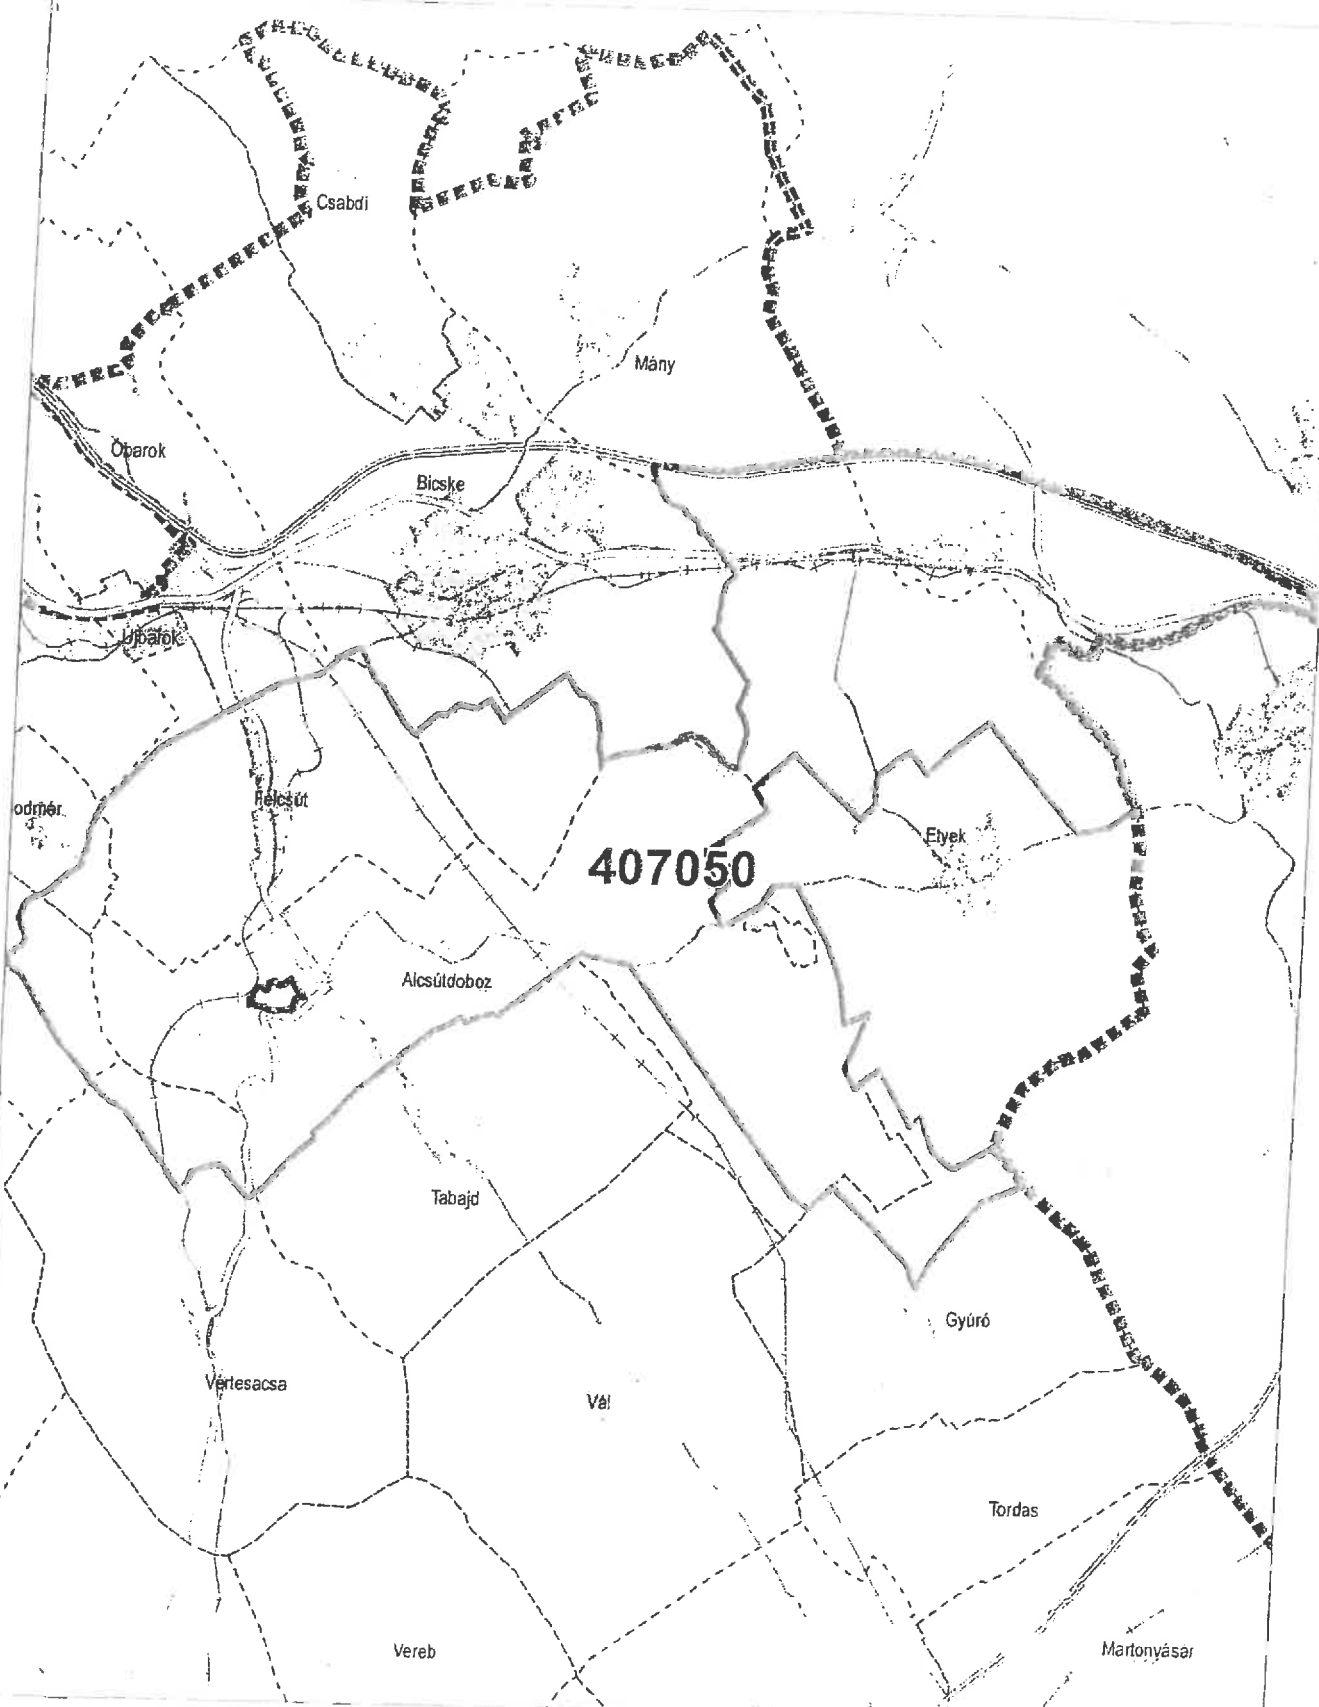 Csabdi
Mány
Óbarok
Bicske
Újbarok
Felcsút
odmér
Etyek
407050
Alcsútdoboz
Tabajd
Gyúró
Vértesacsa
Vál
Tordas
Vereb
Martonvásár